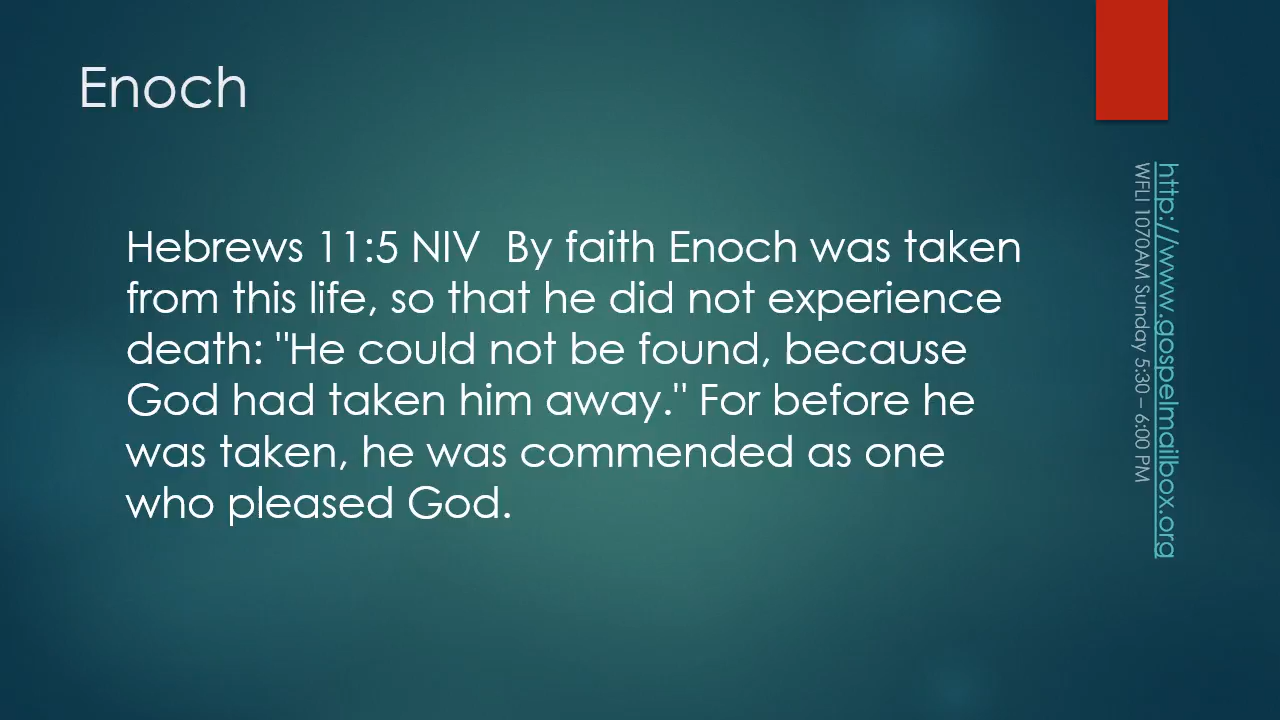 Enoch
Hebrews 11:5 NIV  By faith Enoch was taken
from this life, so that he did not experience
death: "He could not be found, because
God had taken him away." For before he
was taken, he was commended as one
who pleased God.
http://www.gospelmailbox.org
WFLI 1070AM Sunday 5:30 – 6:00 PM